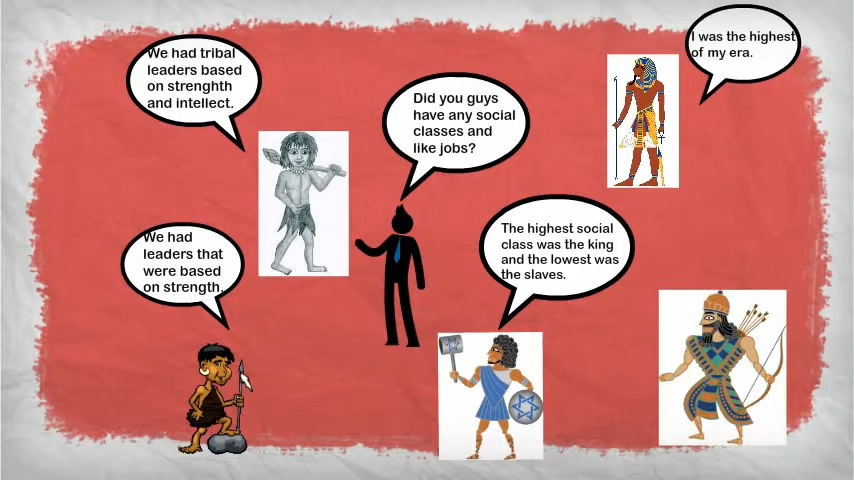 We had tribal
leaders based
on strenghth
and intellect.
Did you guys
have any social
classes and
like jobs?
I was the highest
of my era.
We had
leaders that
were based
on strength.
The highest social
class was the king
and the lowest was
the slaves.